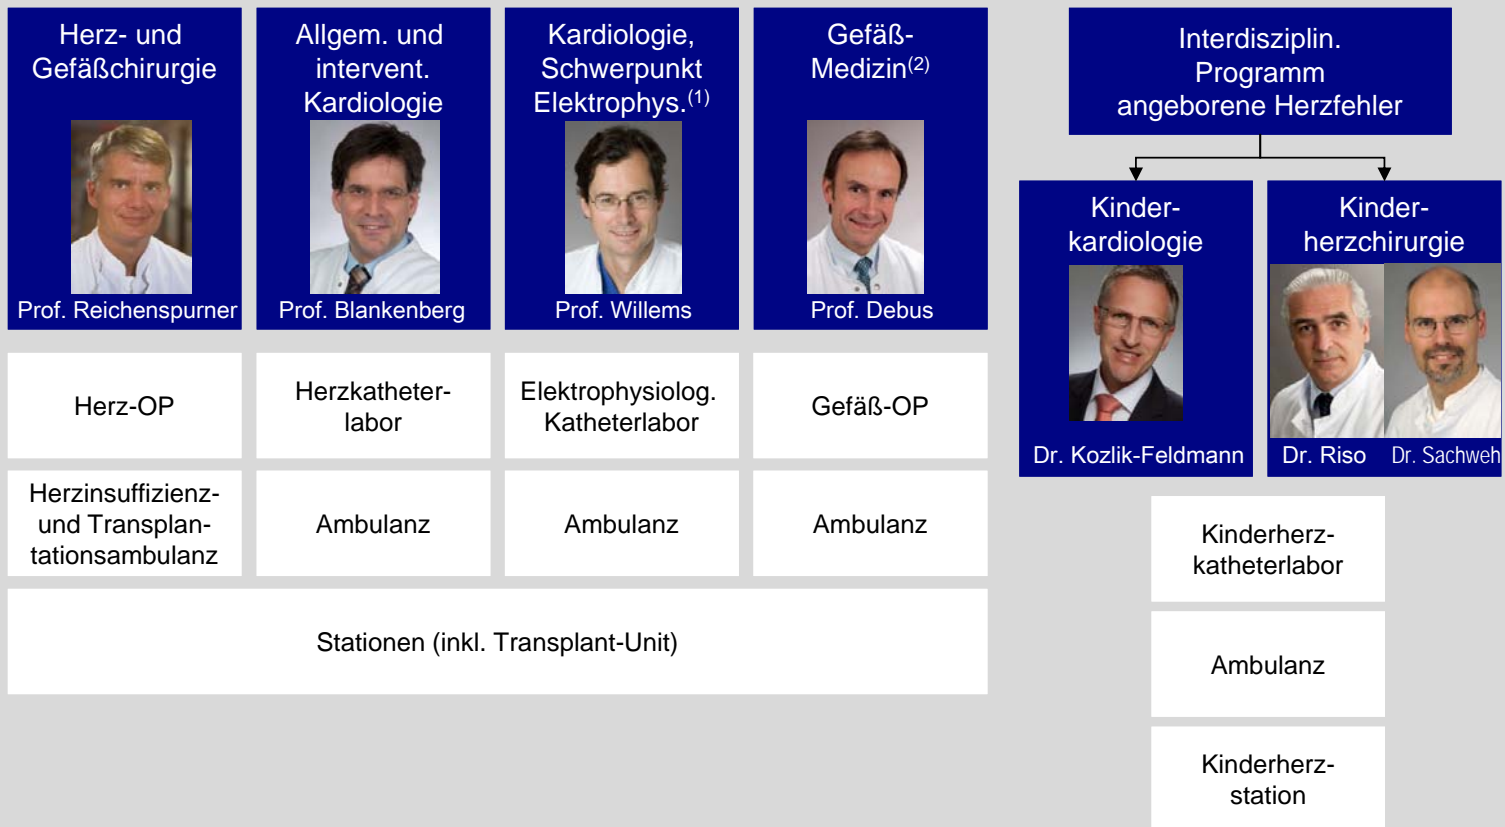 Herz- und
Gefäßchirurgie
Prof. Reichenspurner
Allgem. und
intervent.
Kardiologie
Prof. Blankenberg
Kardiologie,
Schwerpunkt
Elektrophys.(1)
Prof. Willems
Gefäß-
Medizin(2)
Prof. Debus
Interdisziplin.
Programm
angeborene Herzfehler
Kinder-
kardiologie
Dr. Kozlik-Feldmann
Kinder-
herzchirurgie
Dr. Riso Dr. Sachweh
Herz-OP
Herzkatheter-
labor
Elektrophysiolog.
Katheterlabor
Gefäß-OP
Herzinsuffizienz-
und Transplan-
tationsambulanz
Ambulanz
Ambulanz
Ambulanz
Stationen (inkl. Transplant-Unit)
Kinderherz-
katheterlabor
Ambulanz
Kinderherz-
station